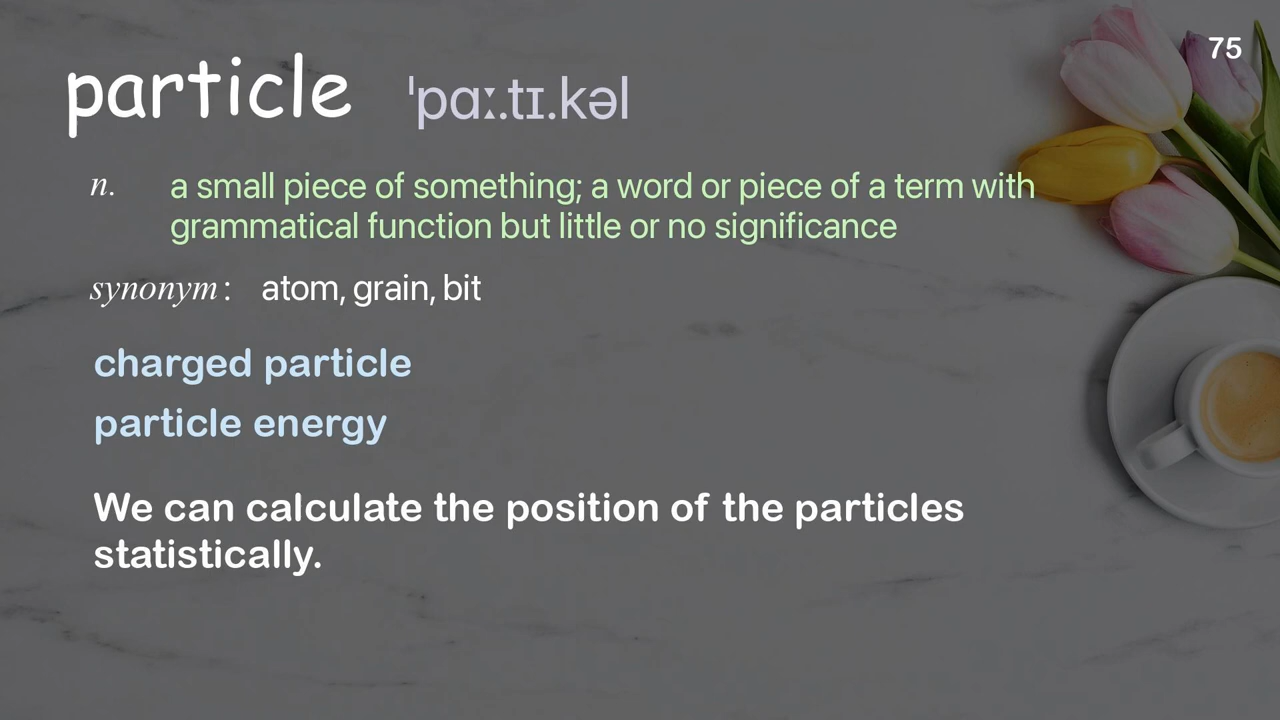 75
particle ˈpɑː.tɪ.kəl
n. a small piece of something; a word or piece of a term with
grammatical function but little or no significance
synonym: atom, grain, bit
charged particle
particle energy
We can calculate the position of the particles
statistically.